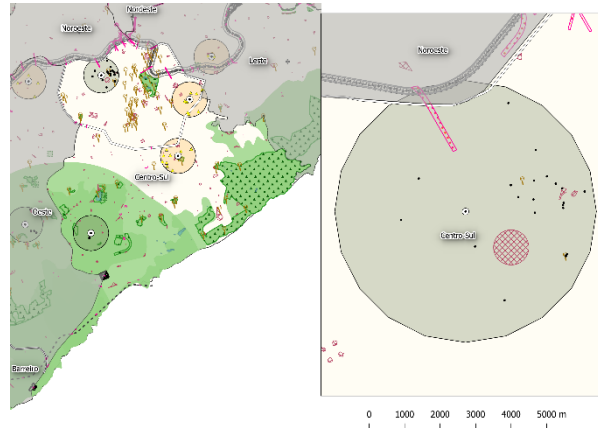 Noroeste
Noroeste
Leste
Centro-Sul
Oeste
Barreiro
Noroeste
Centro-Sul
0 1000 2000 3000 4000 5000 m